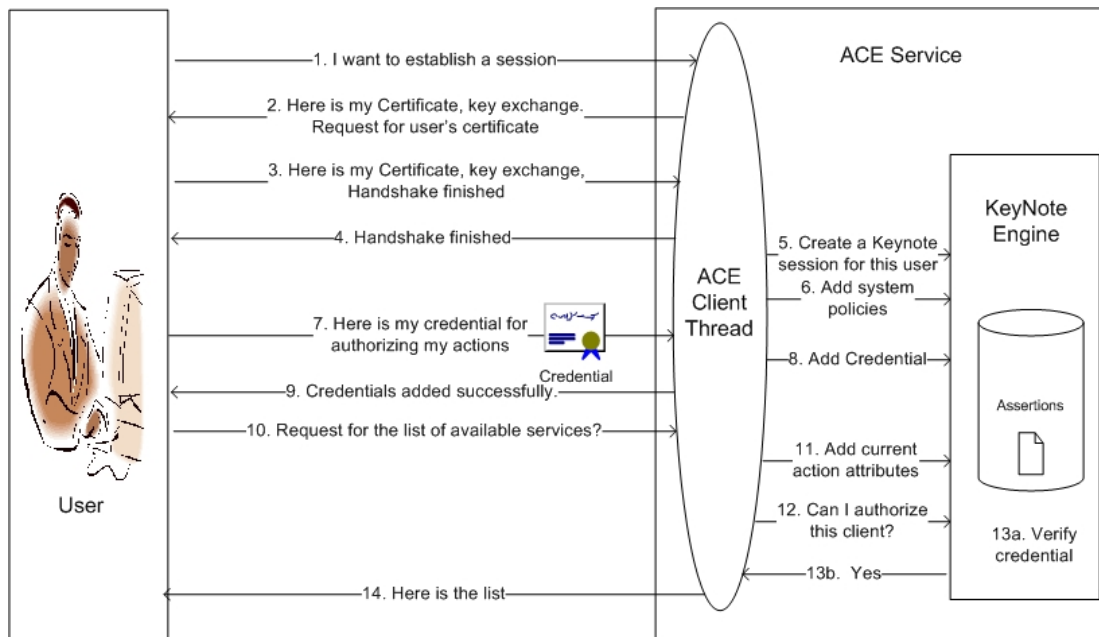 ACE Service
1. I want to establish a session
2. Here is my Certificate, key exchange.
Request for user's certificate
3. Here is my Certificate, key exchange,
Handshake finished
4. Handshake finished
KeyNote
Engine
5. Create a Keynote
session for this user
6. Add system
policies
ACE
Client
Thread
7. Here is my credential for
authorizing my actions
Credential
8. Add Credential
9. Credentials added successfully.
10. Request for the list of available services?
Assertions
11. Add current
action attributes
User
12. Can I authorize
this client?
13a. Verify
credential
13b. Yes
14. Here is the list